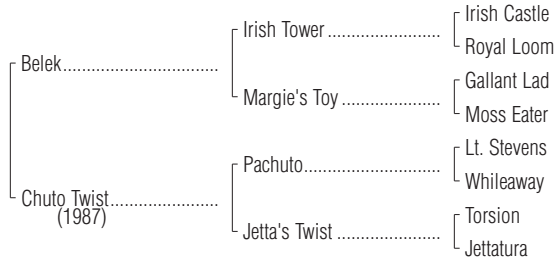 Irish Castle
Irish Tower ............................
Royal Loom
Belek.......................................
Gallant Lad
Margie's Toy ........................
Moss Eater
Lt. Stevens
Pachuto..................................
Whileaway
Chuto Twist...........................
(1987)
Torsion
Jetta's Twist ..........................
Jettatura